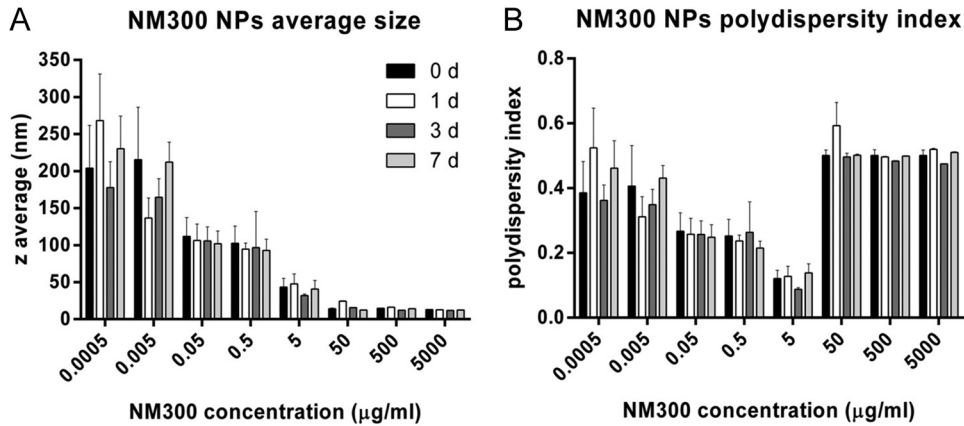 A
NM300 NPs average size
z average (nm)
350
300
250
200
150
100
50
0
0 d
1 d
3 d
7 d
0.0005
0.005
0.05
0.5
5
50
500
5000
NM300 concentration (μg/ml)
B
NM300 NPs polydispersity index
polydispersity index
0.8
0.6
0.4
0.2
0.0
0.0005
0.005
0.05
0.5
5
50
500
5000
NM300 concentration (μg/ml)